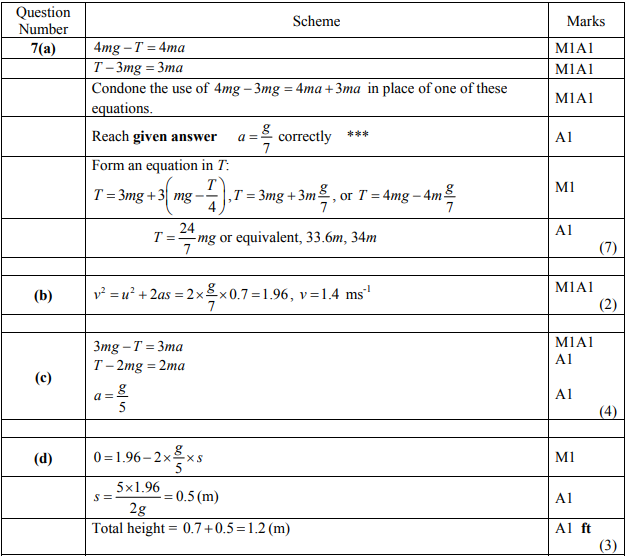 Question Number Scheme Marks
7(a) 4mg − T = 4ma M1A1
T − 3mg = 3ma M1A1
Condone the use of 4mg − 3mg = 4ma + 3ma in place of one of these
equations. M1A1
Reach given answer a = g/7 correctly *** A1
Form an equation in T:
T = 3mg + 3(mg − T/4), T = 3mg + 3m g/7, or T = 4mg − 4m g/7 M1
T = 24/7 mg or equivalent, 33.6m, 34m A1
(7)
(b) v² = u² + 2as = 2 × g/7 × 0.7 = 1.96, v = 1.4 ms⁻¹ M1A1
(2)
(c) 3mg − T = 3ma M1A1
T − 2mg = 2ma A1
a = g/5 A1
(4)
(d) 0 = 1.96 − 2 × g/5 × s M1
s = 5×1.96/2g = 0.5 (m) A1
Total height = 0.7 + 0.5 = 1.2 (m) A1 ft
(3)